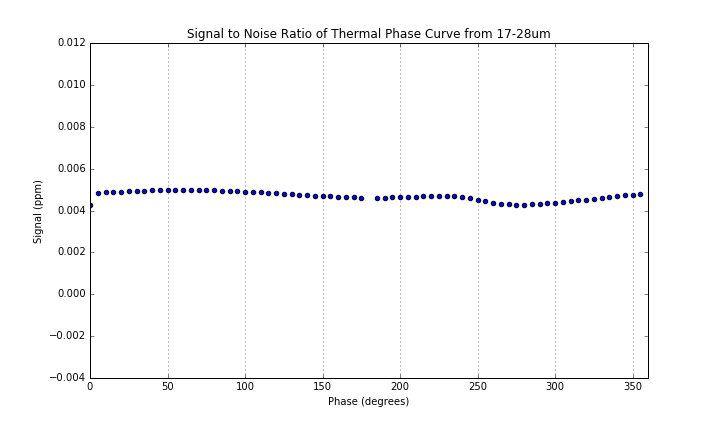 Signal to Noise Ratio of Thermal Phase Curve from 17-28um
0.012
0.010
0.008
0.006
0.004
0.002
0.000
−0.002
−0.004
Signal (ppm)
0 50 100 150 200 250 300 350
Phase (degrees)